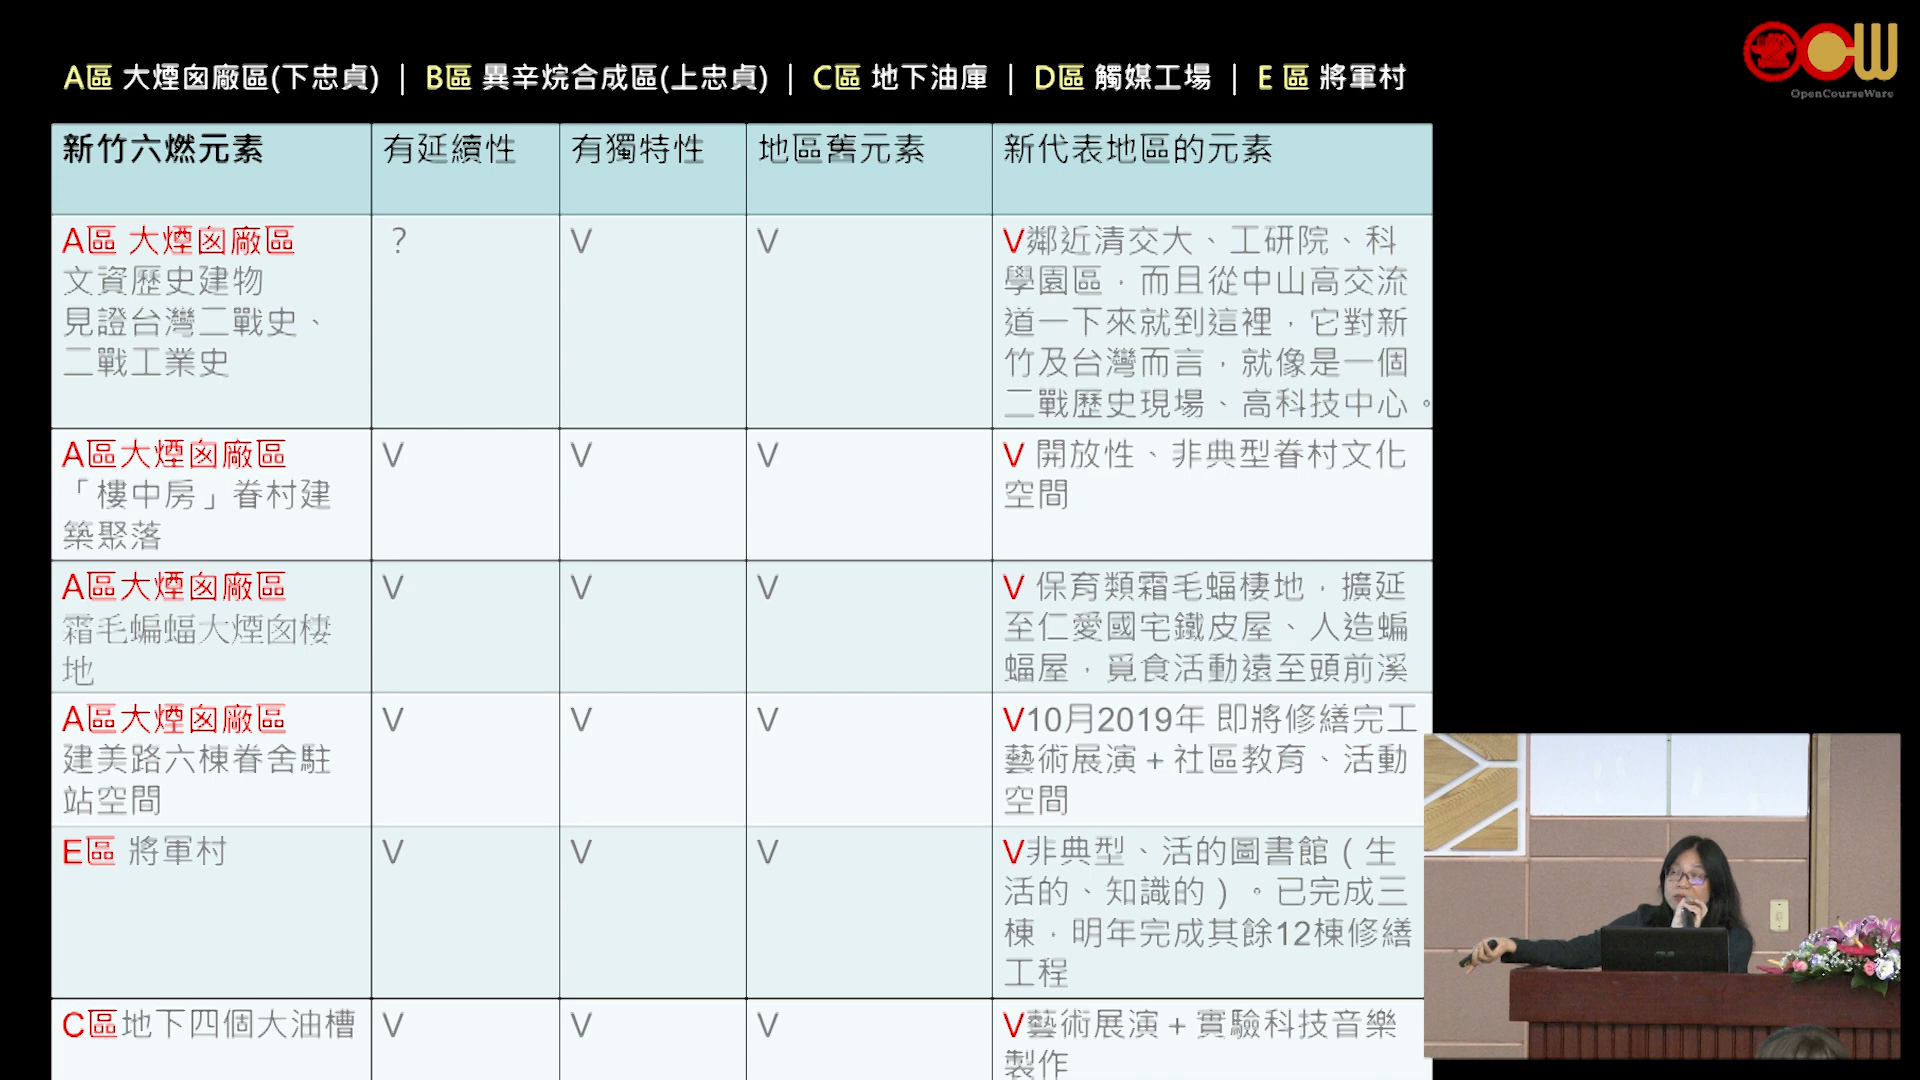 A區 大煙囪廠區(下忠貞) | B區 異辛烷合成區(上忠貞) | C區 地下油庫 | D區 觸媒工場 | E 區 將軍村
OpenCourseWare
新竹六燃元素
有延續性
有獨特性
地區舊元素
新代表地區的元素
A區 大煙囪廠區
文資歷史建物
見證台灣二戰史、
二戰工業史
?
V
V
V鄰近清交大、工研院、科
學園區,而且從中山高交流
道一下來就到這裡,它對新
竹及台灣而言,就像是一個
二戰歷史現場、高科技中心。
A區大煙囪廠區
「樓中房」眷村建
築聚落
V
V
V
V 開放性、非典型眷村文化
空間
A區大煙囪廠區
霜毛蝙蝠大煙囪棲
地
V
V
V
V 保育類霜毛蝠棲地,擴延
至仁愛國宅鐵皮屋、人造蝙
蝠屋,覓食活動遠至頭前溪
A區大煙囪廠區
建美路六棟眷舍駐
站空間
V
V
V
V10月2019年 即將修繕完工
藝術展演+社區教育、活動
空間
E區 將軍村
V
V
V
V非典型、活的圖書館(生
活的、知識的)。已完成三
棟,明年完成其餘12棟修繕
工程
C區地下四個大油槽
V
V
V
V藝術展演+實驗科技音樂
製作